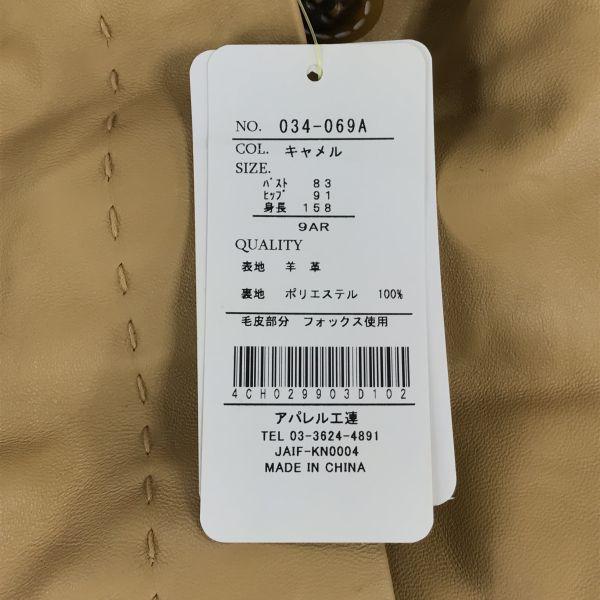 NO. 034-069A
COL. キャメル
SIZE.
ﾊﾞｽﾄ 83
ﾋｯﾌﾟ 91
身長 158
9AR
QUALITY
表地 羊革
裏地 ポリエステル 100%
毛皮部分 フォックス使用
4CH029903D102
アパレル工連
TEL 03-3624-4891
JAIF-KN0004
MADE IN CHINA